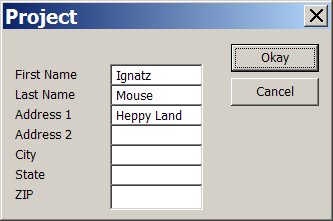 Project
Okay
First Name Ignatz
Last Name Mouse
Cancel
Address 1 Heppy Land
Address 2
City
State
ZIP